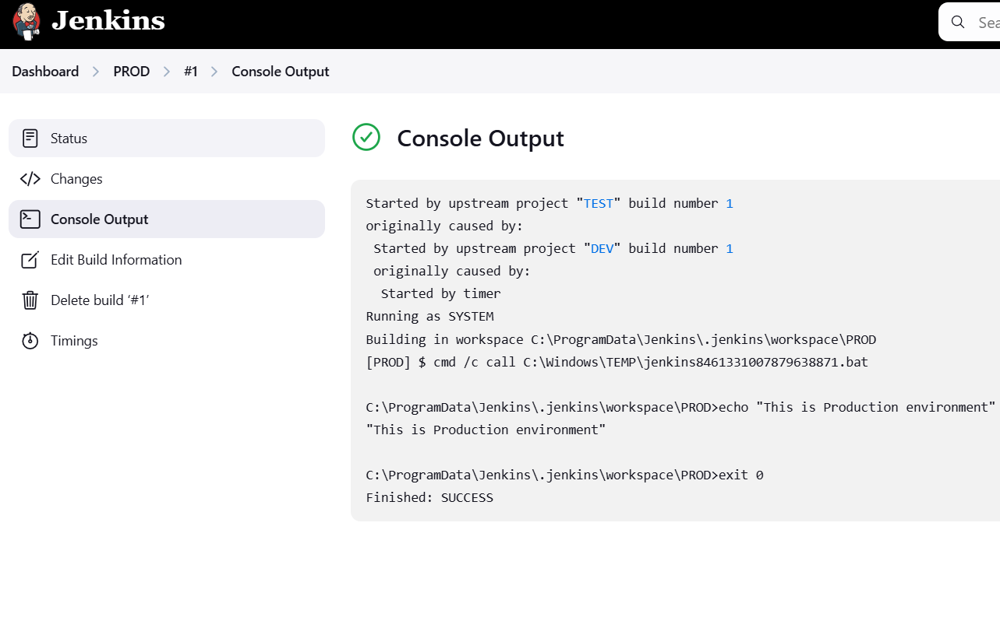 Jenkins
Dashboard > PROD > #1 > Console Output
Status
Changes
Console Output
Edit Build Information
Delete build ‘#1’
Timings
Console Output
Started by upstream project "TEST" build number 1
originally caused by:
 Started by upstream project "DEV" build number 1
 originally caused by:
  Started by timer
Running as SYSTEM
Building in workspace C:\ProgramData\Jenkins\.jenkins\workspace\PROD
[PROD] $ cmd /c call C:\Windows\TEMP\jenkins8461331007879638871.bat

C:\ProgramData\Jenkins\.jenkins\workspace\PROD>echo "This is Production environment"
"This is Production environment"

C:\ProgramData\Jenkins\.jenkins\workspace\PROD>exit 0
Finished: SUCCESS